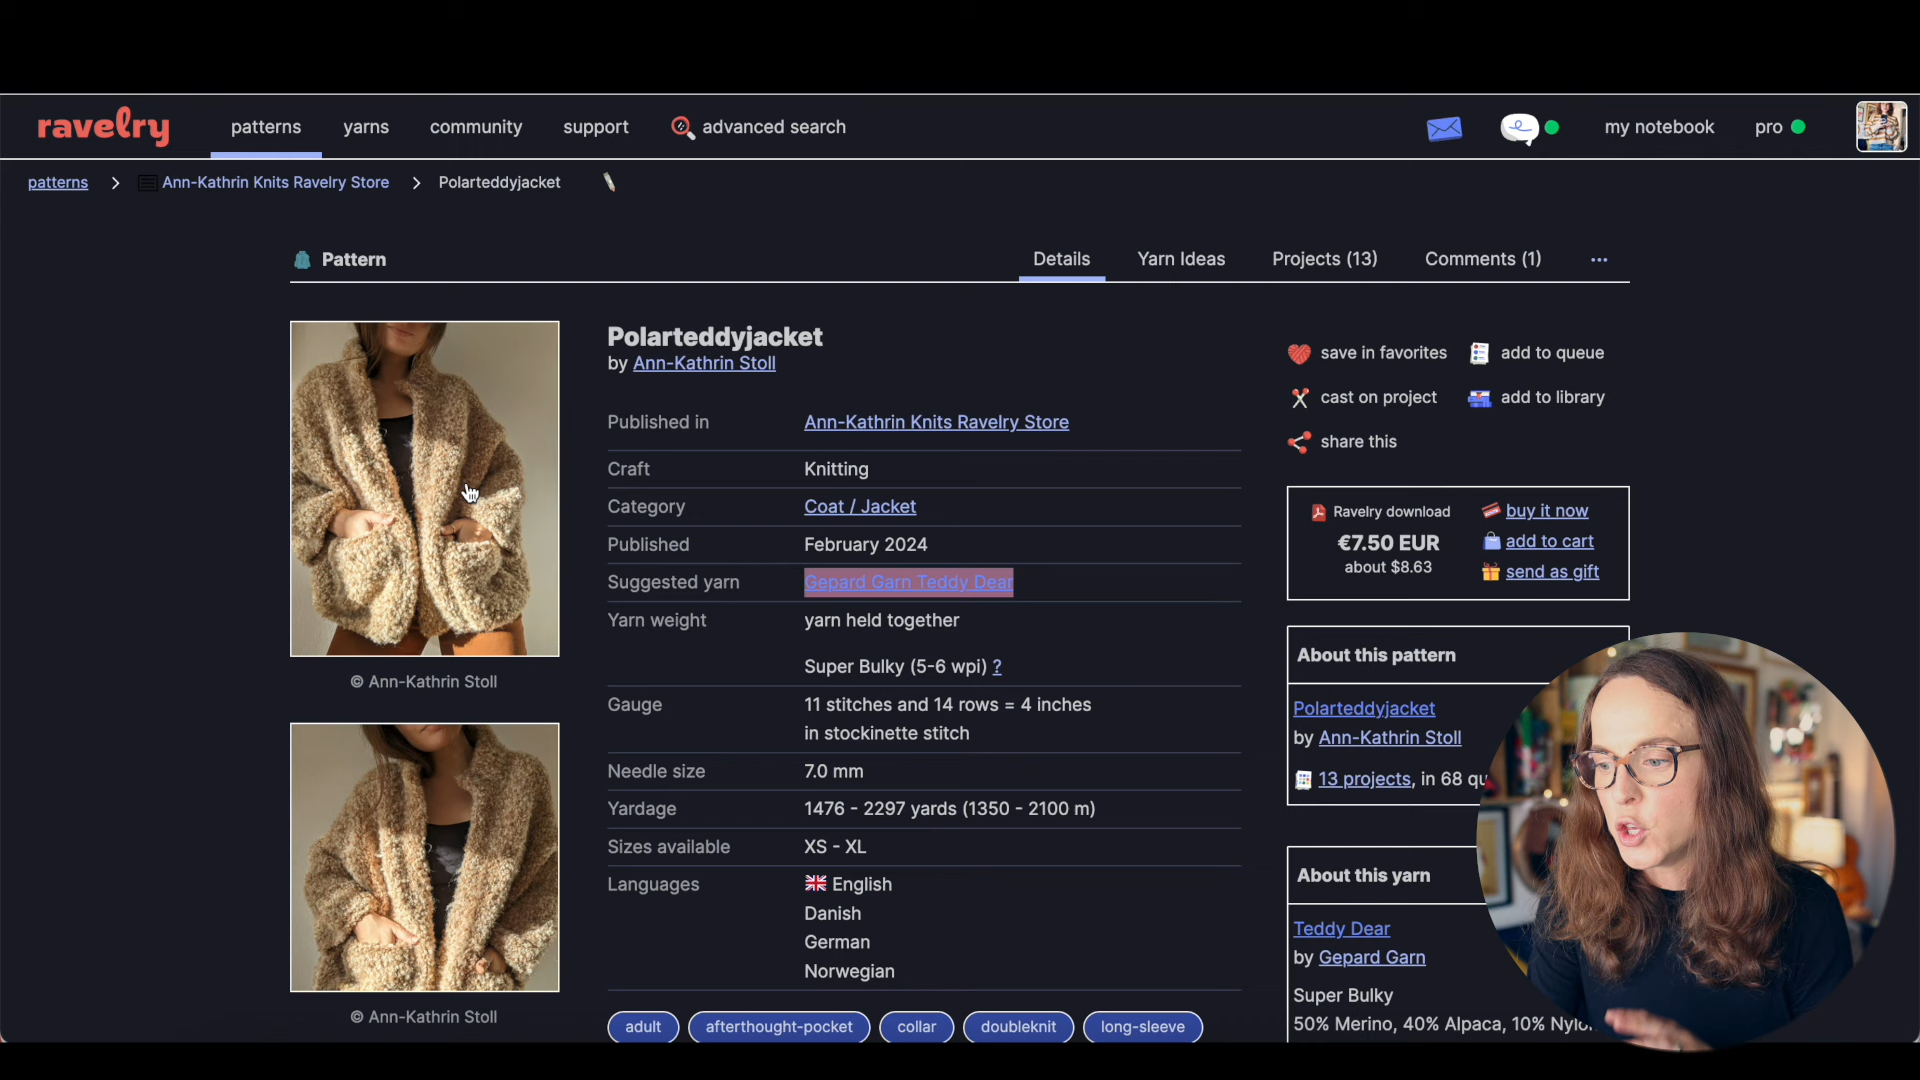 ravelry
patterns
yarns
community
support
advanced search
my notebook
pro
patterns
Ann-Kathrin Knits Ravelry Store
Polarteddyjacket
Pattern
Details
Yarn Ideas
Projects (13)
Comments (1)
...
© Ann-Kathrin Stoll
© Ann-Kathrin Stoll
Polarteddyjacket
by Ann-Kathrin Stoll
Published in Ann-Kathrin Knits Ravelry Store
Craft Knitting
Category Coat / Jacket
Published February 2024
Suggested yarn Gepard Garn Teddy Dear
Yarn weight yarn held together
Super Bulky (5-6 wpi) ?
Gauge 11 stitches and 14 rows = 4 inches
in stockinette stitch
Needle size 7.0 mm
Yardage 1476 - 2297 yards (1350 - 2100 m)
Sizes available XS - XL
Languages English
Danish
German
Norwegian
adult
afterthought-pocket
collar
doubleknit
long-sleeve
save in favorites
add to queue
cast on project
add to library
share this
Ravelry download
€7.50 EUR
about $8.63
buy it now
add to cart
send as gift
About this pattern
Polarteddyjacket
by Ann-Kathrin Stoll
13 projects, in 68 qu
About this yarn
Teddy Dear
by Gepard Garn
Super Bulky
50% Merino, 40% Alpaca, 10% Nylo